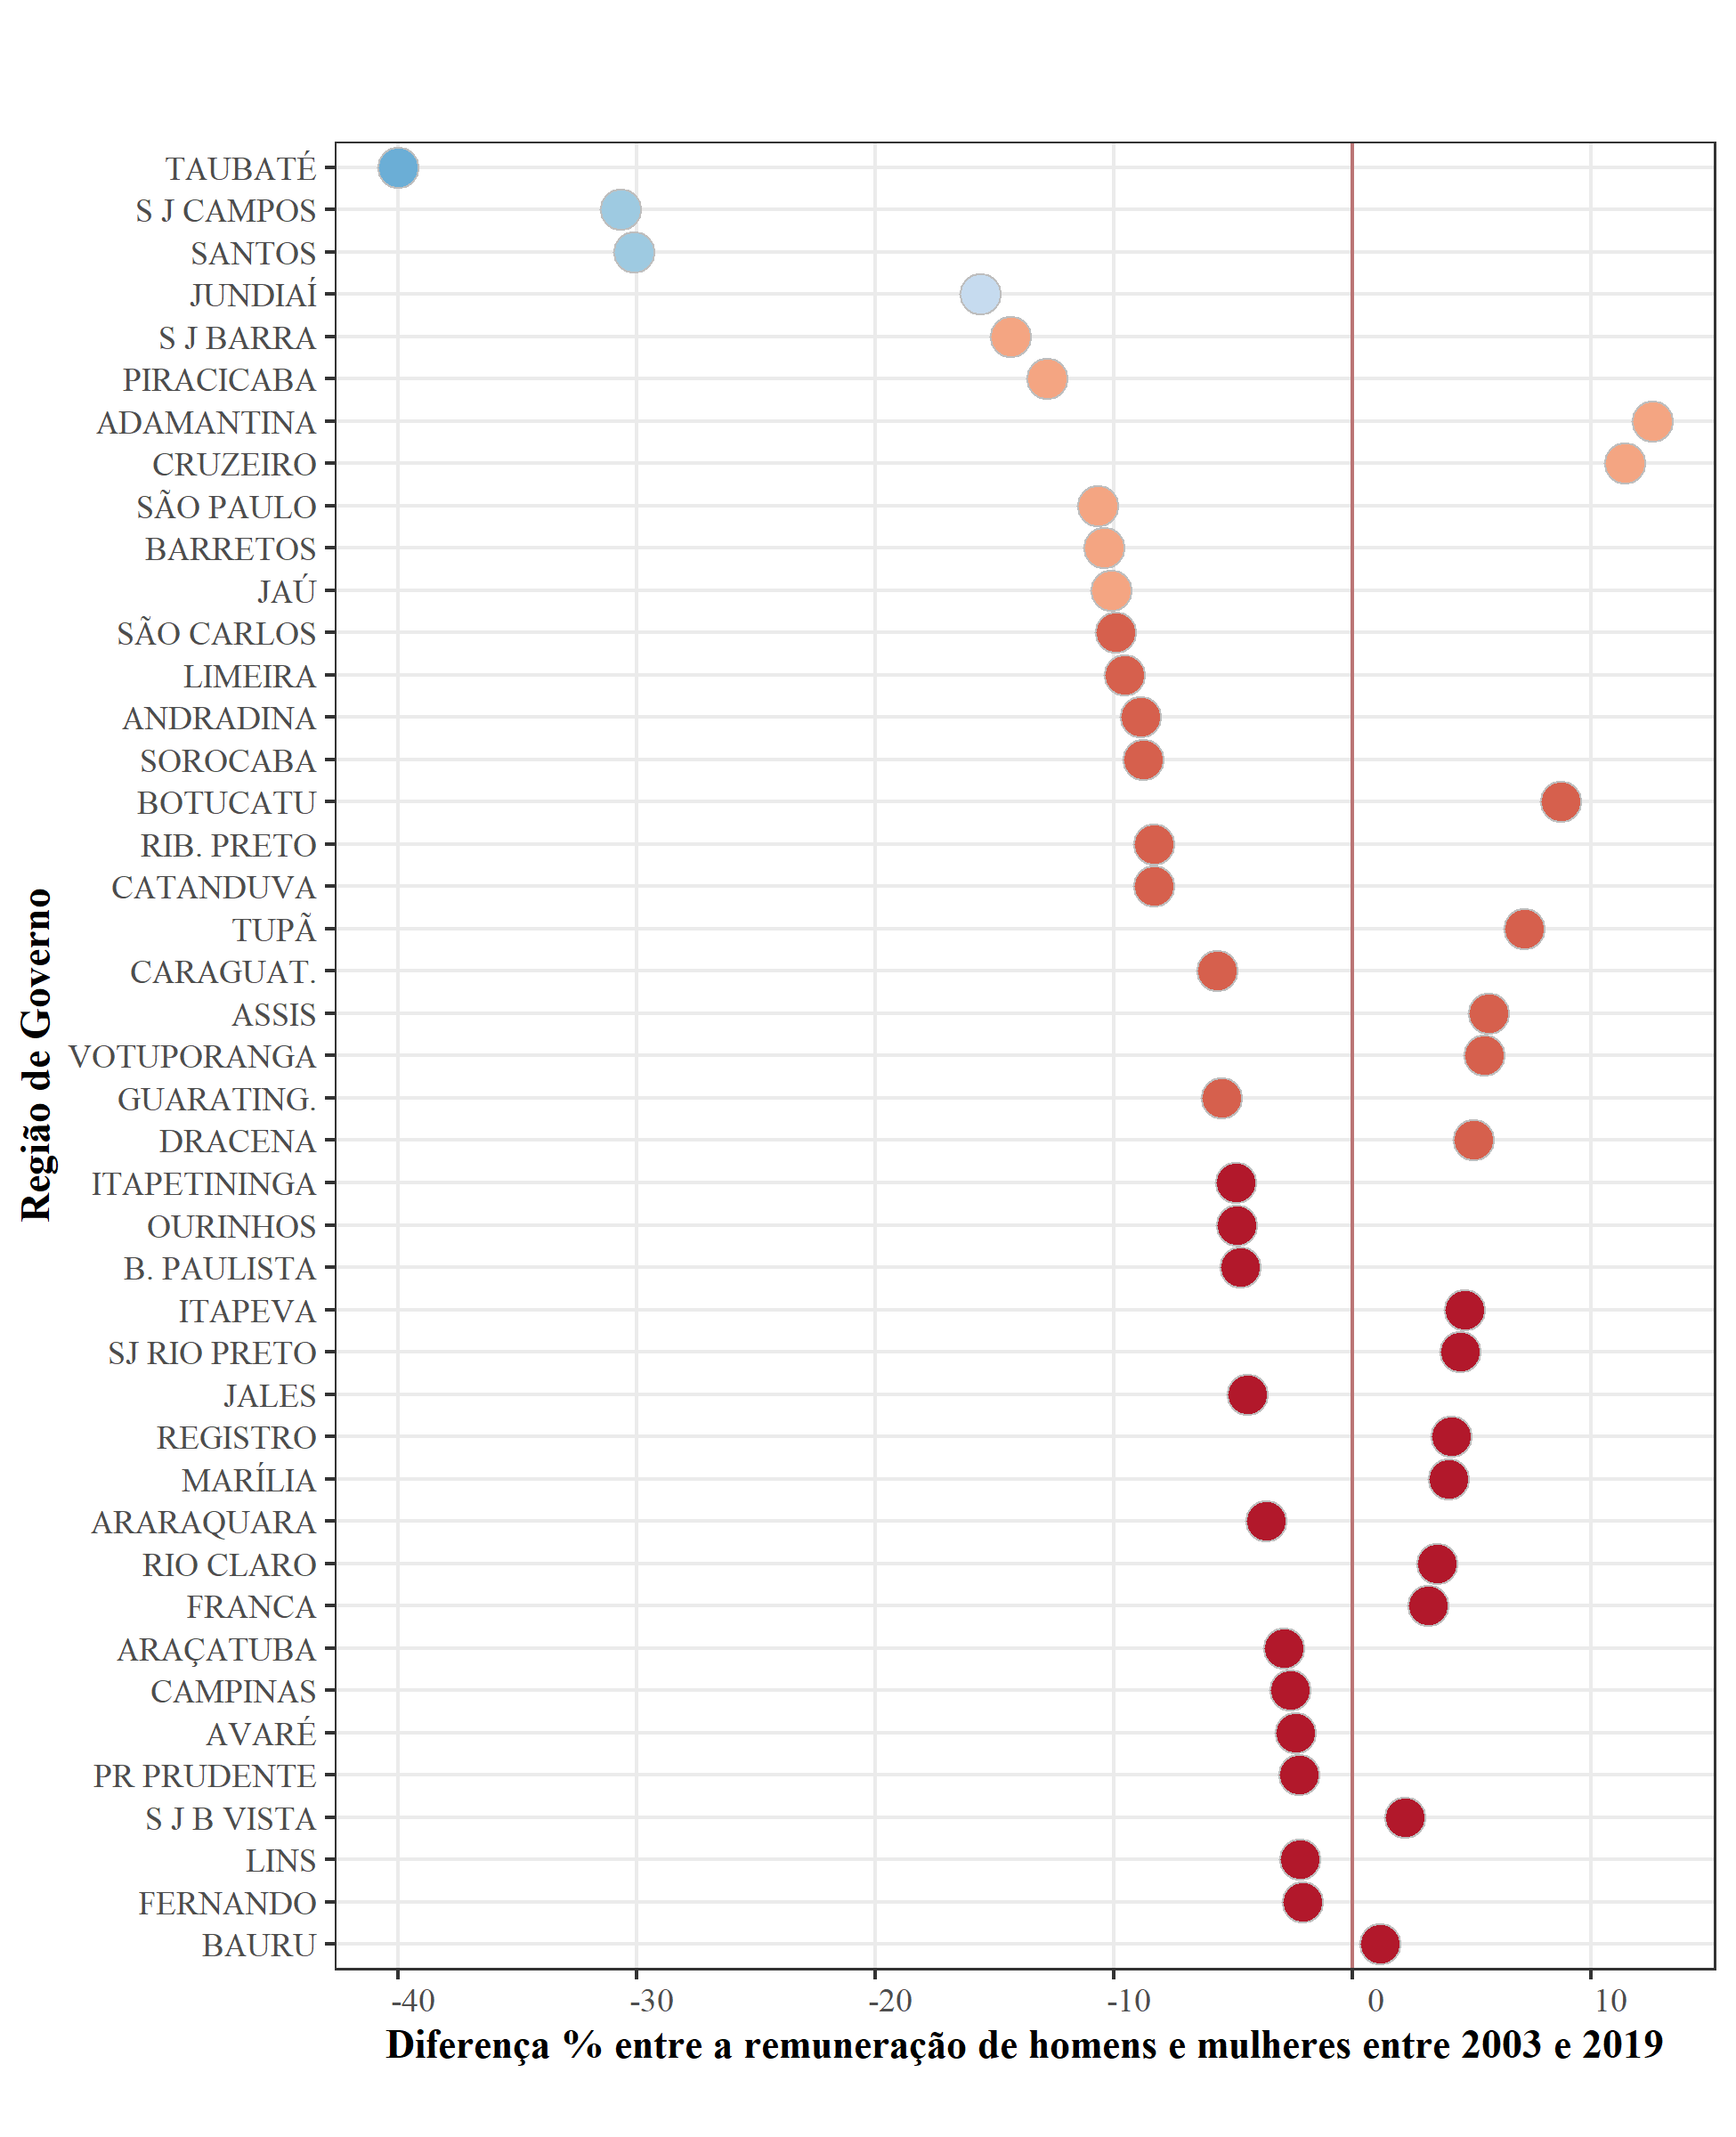 TAUBATÉ
S J CAMPOS
SANTOS
JUNDIAÍ
S J BARRA
PIRACICABA
ADAMANTINA
CRUZEIRO
SÃO PAULO
BARRETOS
JAÚ
SÃO CARLOS
LIMEIRA
ANDRADINA
SOROCABA
BOTUCATU
RIB. PRETO
CATANDUVA
TUPÃ
CARAGUAT.
ASSIS
VOTUPORANGA
GUARATING.
DRACENA
ITAPETININGA
OURINHOS
B. PAULISTA
ITAPEVA
SJ RIO PRETO
JALES
REGISTRO
MARÍLIA
ARARAQUARA
RIO CLARO
FRANCA
ARAÇATUBA
CAMPINAS
AVARÉ
PR PRUDENTE
S J B VISTA
LINS
FERNANDO
BAURU
Região de Governo
-40 -30 -20 -10 0 10
Diferença % entre a remuneração de homens e mulheres entre 2003 e 2019